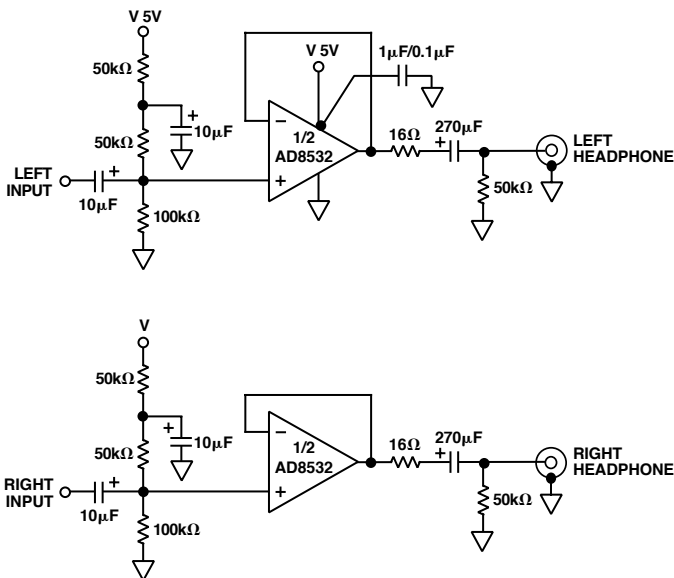 V 5V
50kΩ
+
10µF
50kΩ
LEFT
INPUT
+
10µF
100kΩ
V 5V
1µF/0.1µF
−
1/2
AD8532
+
16Ω
+
270µF
50kΩ
LEFT
HEADPHONE
V
50kΩ
+
10µF
50kΩ
RIGHT
INPUT
+
10µF
100kΩ
−
1/2
AD8532
+
16Ω
+
270µF
50kΩ
RIGHT
HEADPHONE